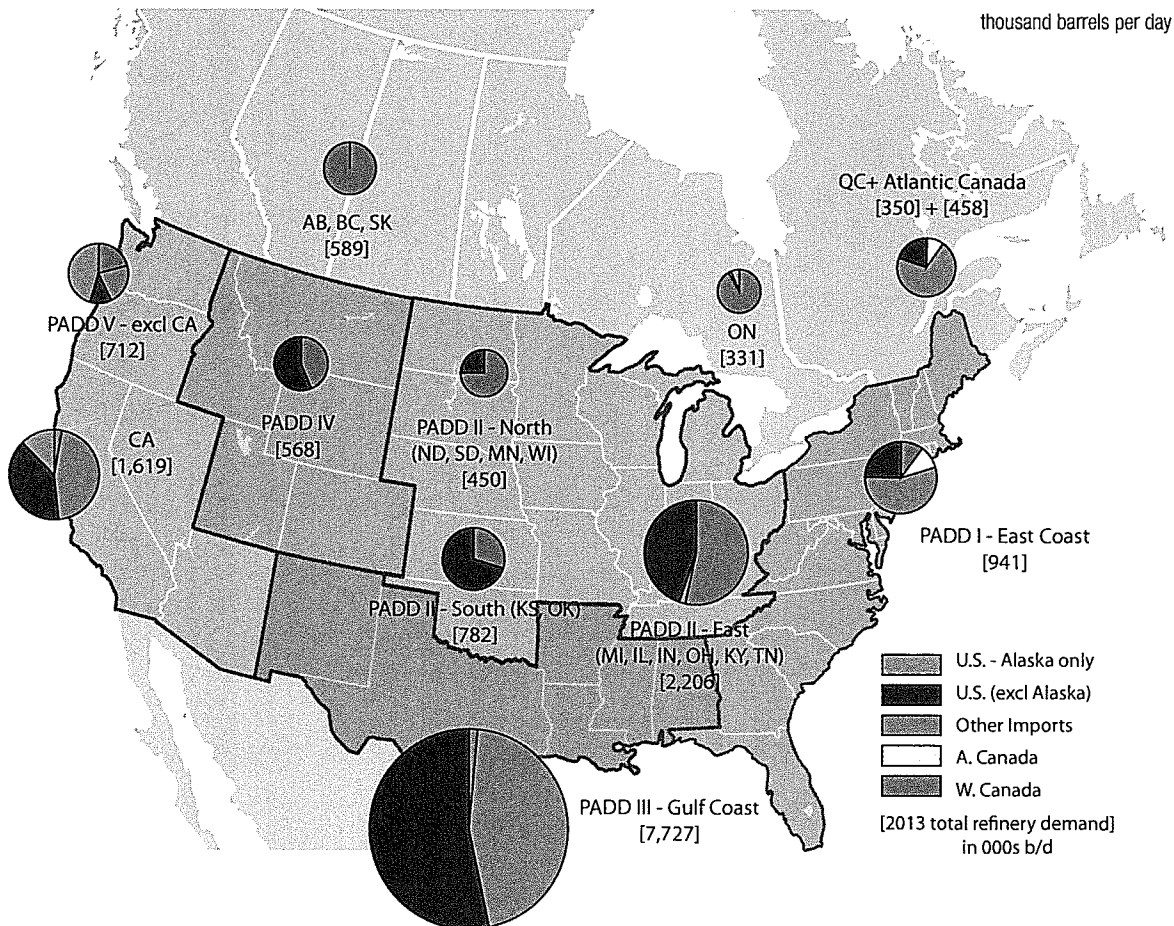 thousand barrels per day
QC+ Atlantic Canada
[350] + [458]
AB, BC, SK
[589]
ON
[331]
PADD V - excl CA
[712]
PADD IV
[568]
PADD II - North
(ND, SD, MN, WI)
[450]
CA
[1,619]
PADD I - East Coast
[941]
PADD II - South (KS, OK)
[782]
PADD II - East
(MI, IL, IN, OH, KY, TN)
[2,206]
PADD III - Gulf Coast
[7,727]
U.S. - Alaska only
U.S. (excl Alaska)
Other Imports
A. Canada
W. Canada
[2013 total refinery demand]
in 000s b/d